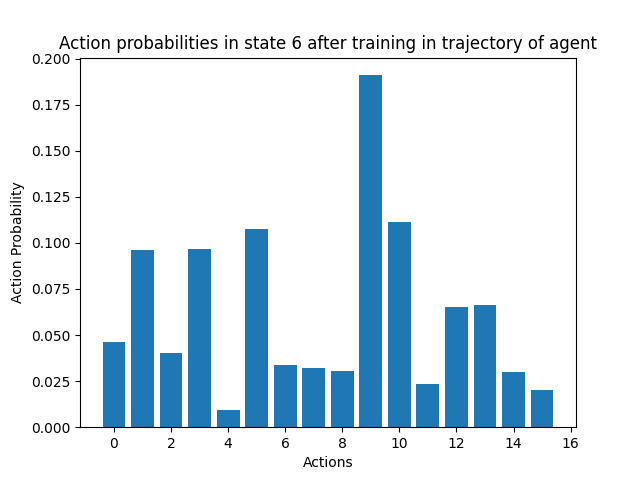 Action probabilities in state 6 after training in trajectory of agent
0.200
0.175
0.150
0.125
0.100
0.075
0.050
0.025
0.000
Action Probability
0 2 4 6 8 10 12 14 16
Actions